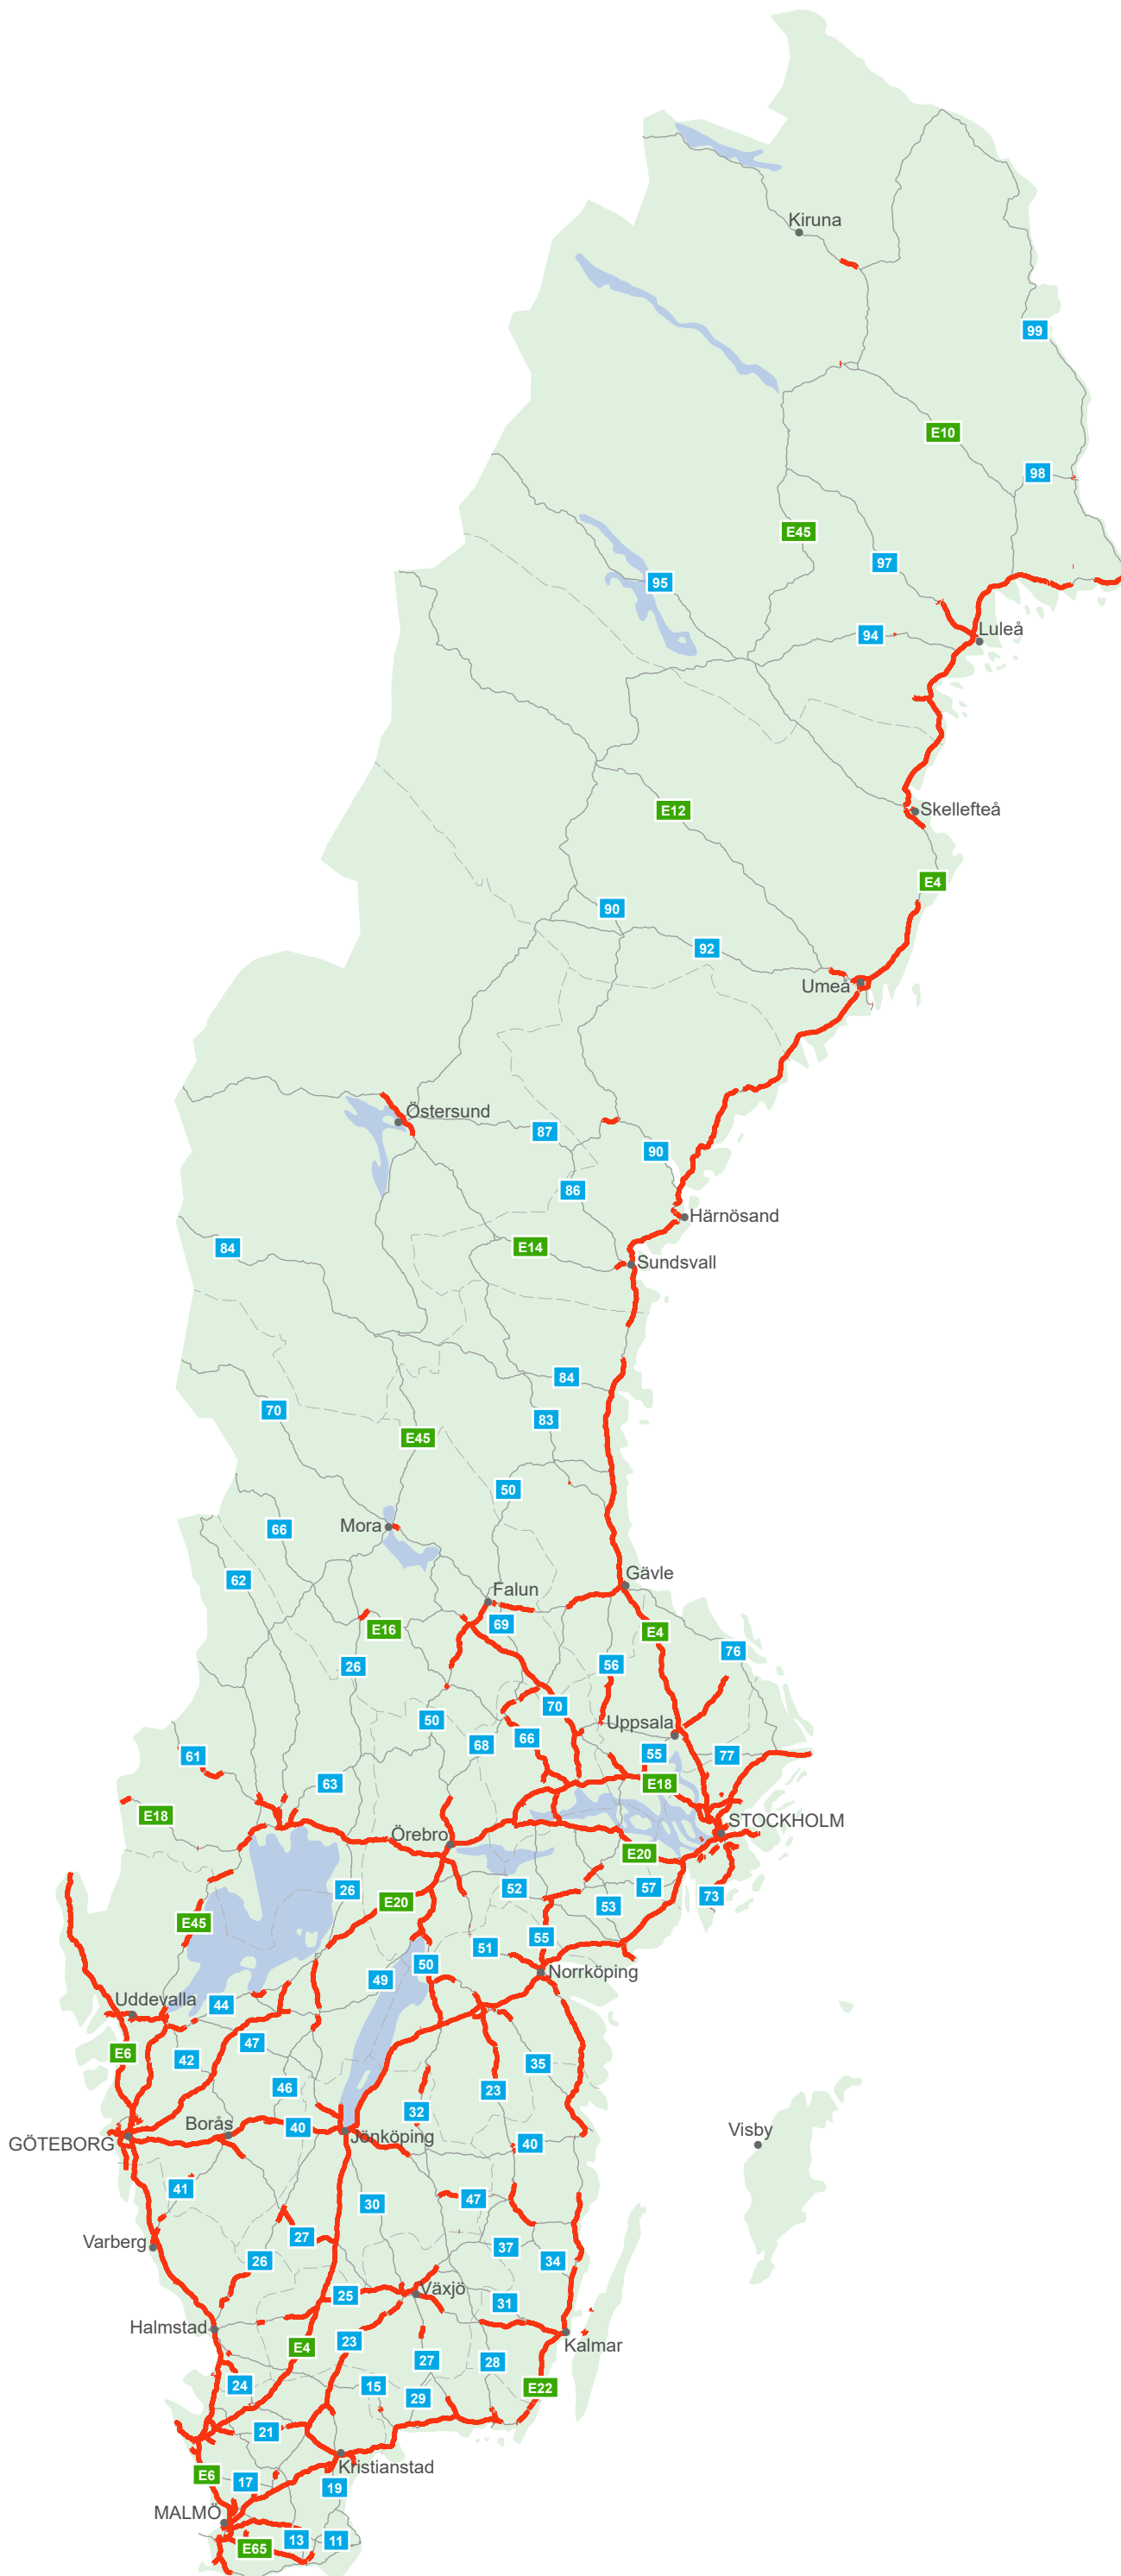 Kiruna
99
E10
98
E45
97
95
94
Luleå
E12
Skellefteå
E4
90
92
Umeå
Östersund
87
90
86
Härnösand
84
E14
Sundsvall
84
70
83
E45
50
Mora
66
Gävle
62
Falun
69
E16
E4
76
26
56
70
50
Uppsala
66
68
61
55
77
63
E18
E18
STOCKHOLM
Örebro
E20
52
57
26
73
E20
53
E45
55
51
50
Norrköping
49
Uddevalla
44
47
E6
42
35
46
23
32
Borås
40
Visby
Jönköping
GÖTEBORG
40
41
47
30
27
Varberg
37
26
34
Växjö
25
31
Halmstad
23
E4
Kalmar
27
28
24
15
E22
29
21
Kristianstad
E6
17
19
MALMÖ
13
11
E65